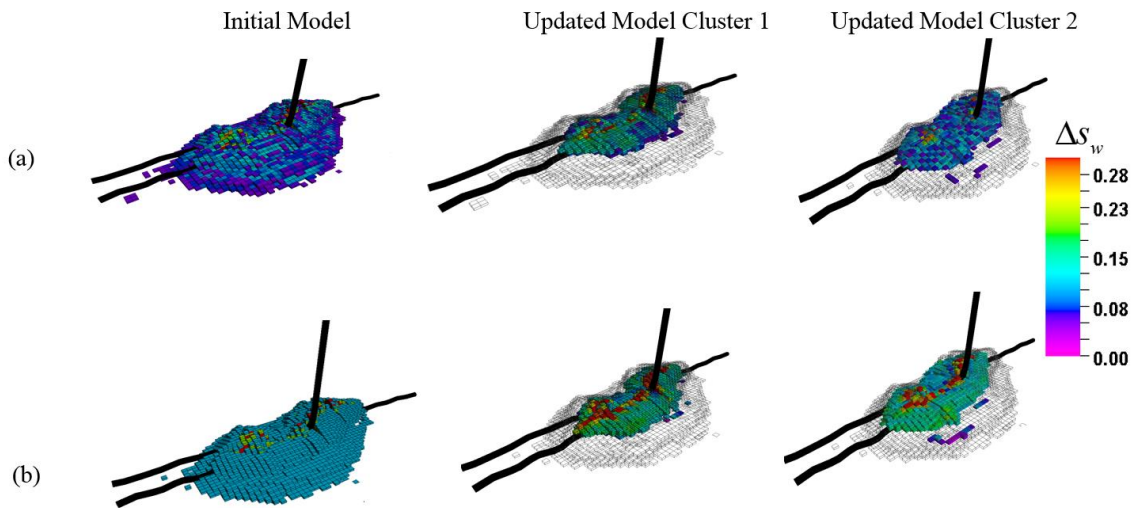 Initial Model
Updated Model Cluster 1
Updated Model Cluster 2
(a)
Δs_w
0.28
0.23
0.15
0.08
0.00
(b)